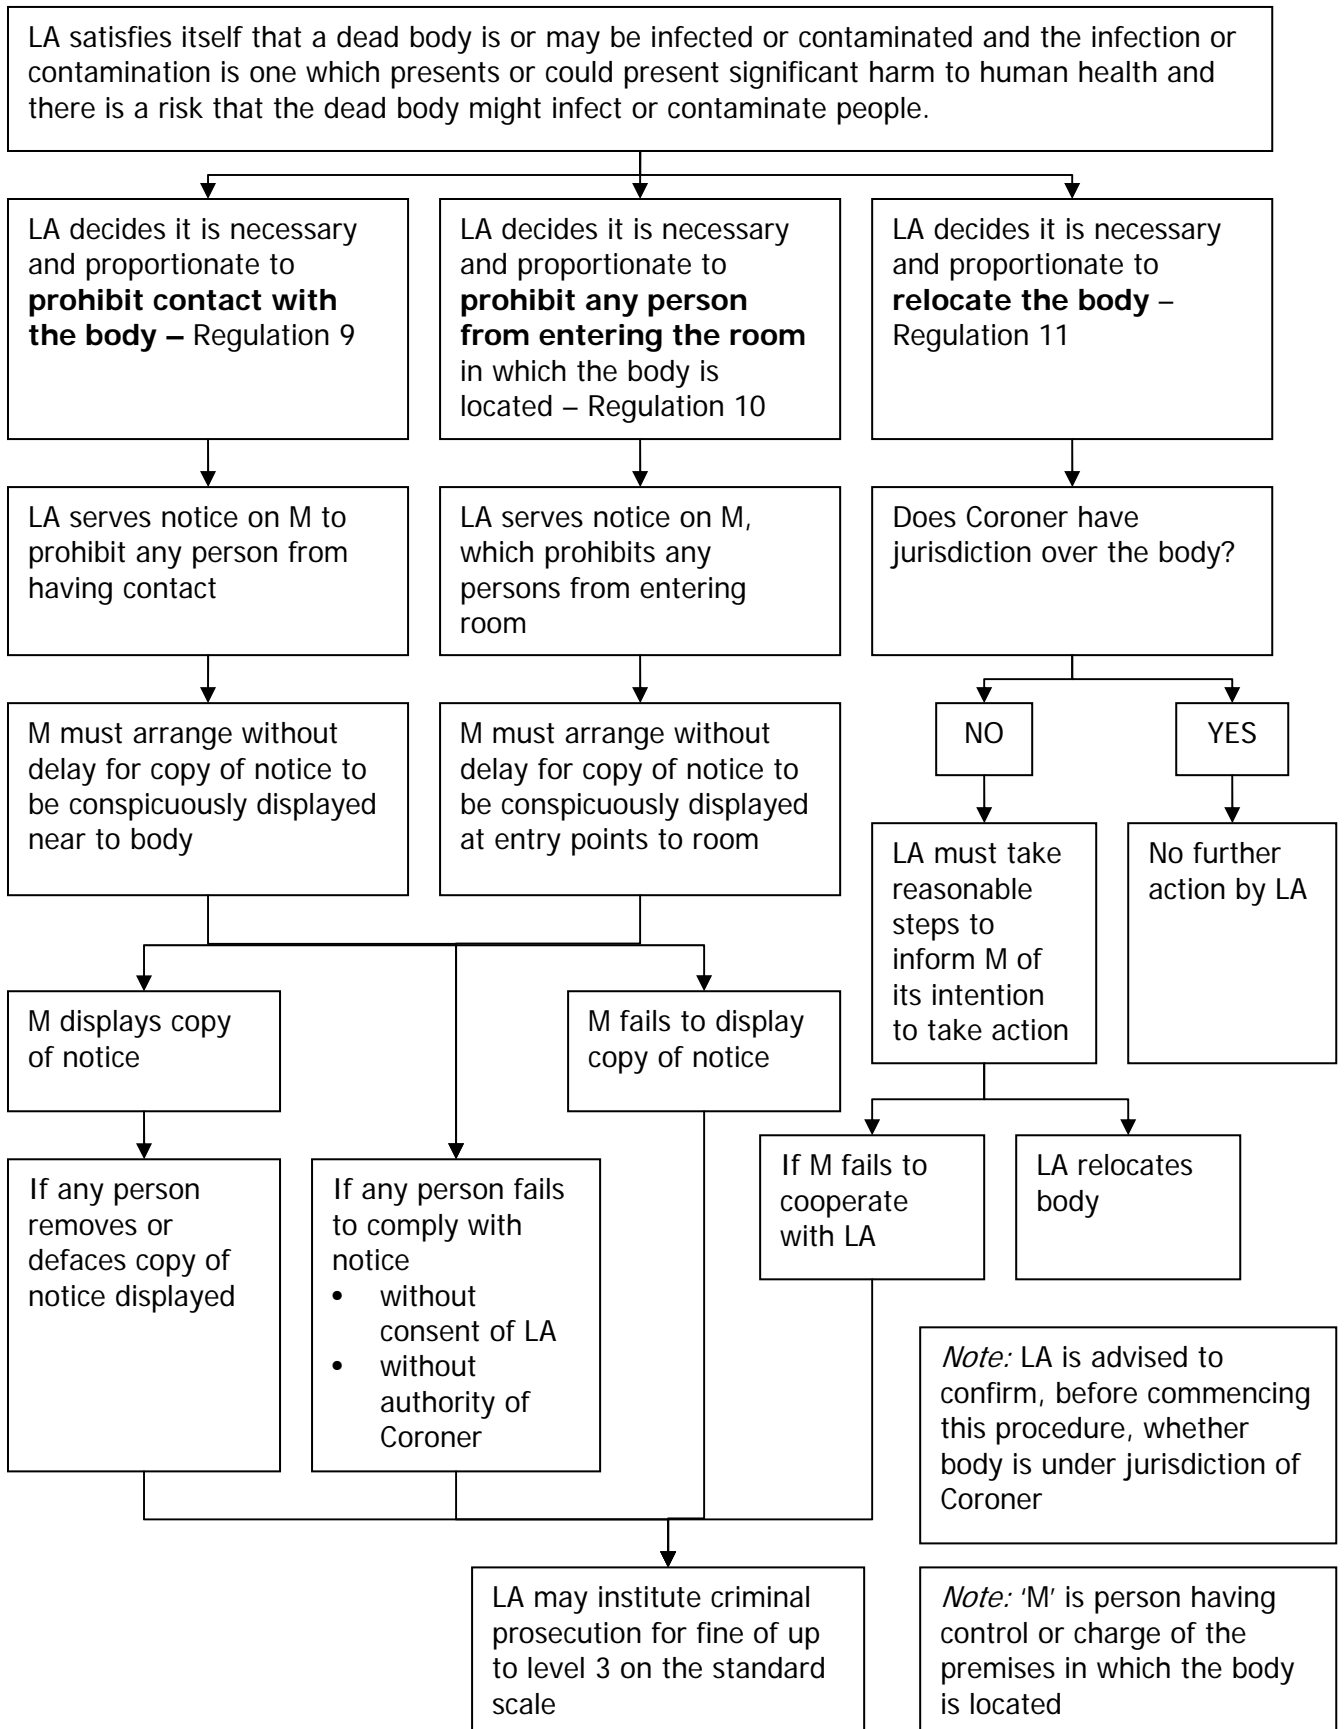 LA satisfies itself that a dead body is or may be infected or contaminated and the infection or
contamination is one which presents or could present significant harm to human health and
there is a risk that the dead body might infect or contaminate people.
LA decides it is necessary
and proportionate to
prohibit contact with
the body – Regulation 9
LA decides it is necessary
and proportionate to
prohibit any person
from entering the room
in which the body is
located – Regulation 10
LA decides it is necessary
and proportionate to
relocate the body –
Regulation 11
LA serves notice on M to
prohibit any person from
having contact
LA serves notice on M,
which prohibits any
persons from entering
room
Does Coroner have
jurisdiction over the body?
M must arrange without
delay for copy of notice to
be conspicuously displayed
near to body
M must arrange without
delay for copy of notice to
be conspicuously displayed
at entry points to room
NO
YES
LA must take
reasonable
steps to
inform M of
its intention
to take action
No further
action by LA
M displays copy
of notice
M fails to display
copy of notice
If any person
removes or
defaces copy of
notice displayed
If any person fails
to comply with
notice
• without
consent of LA
• without
authority of
Coroner
If M fails to
cooperate
with LA
LA relocates
body
Note: LA is advised to
confirm, before commencing
this procedure, whether
body is under jurisdiction of
Coroner
LA may institute criminal
prosecution for fine of up
to level 3 on the standard
scale
Note: ‘M’ is person having
control or charge of the
premises in which the body
is located